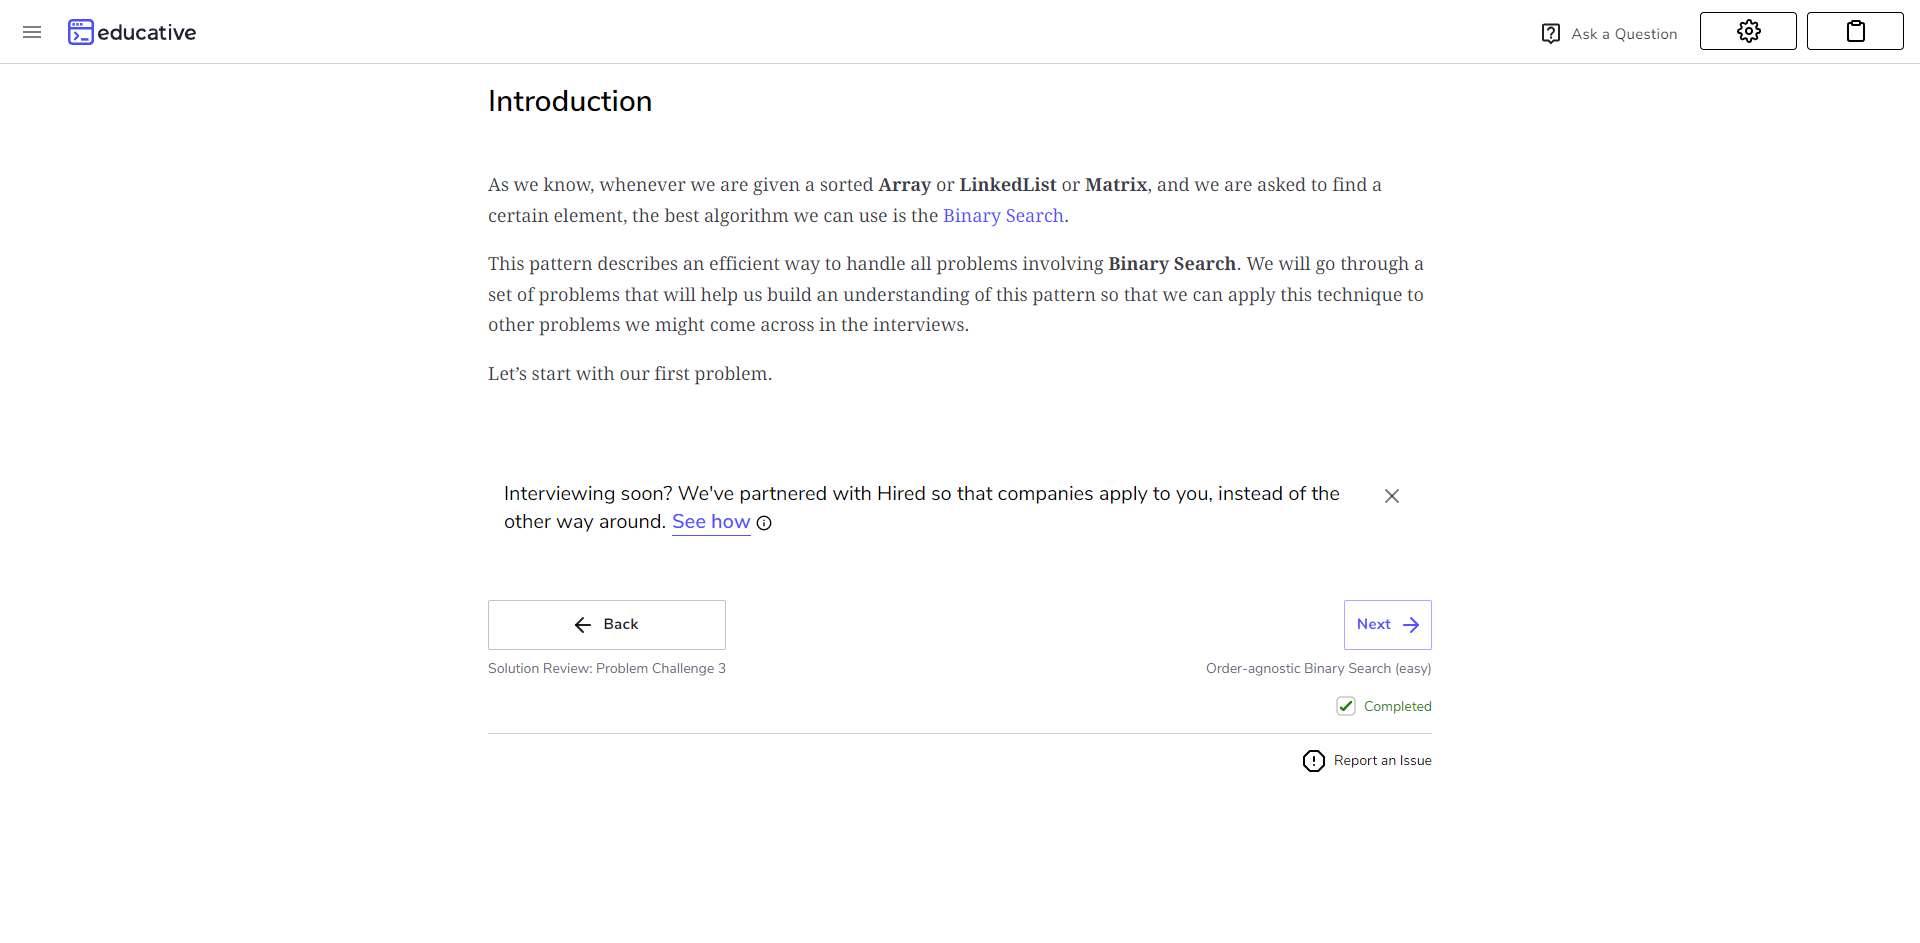 educative
Ask a Question
Introduction
As we know, whenever we are given a sorted Array or LinkedList or Matrix, and we are asked to find a
certain element, the best algorithm we can use is the Binary Search.
This pattern describes an efficient way to handle all problems involving Binary Search. We will go through a
set of problems that will help us build an understanding of this pattern so that we can apply this technique to
other problems we might come across in the interviews.
Let’s start with our first problem.
Interviewing soon? We've partnered with Hired so that companies apply to you, instead of the
other way around. See how
Back
Next
Solution Review: Problem Challenge 3
Order-agnostic Binary Search (easy)
Completed
Report an Issue